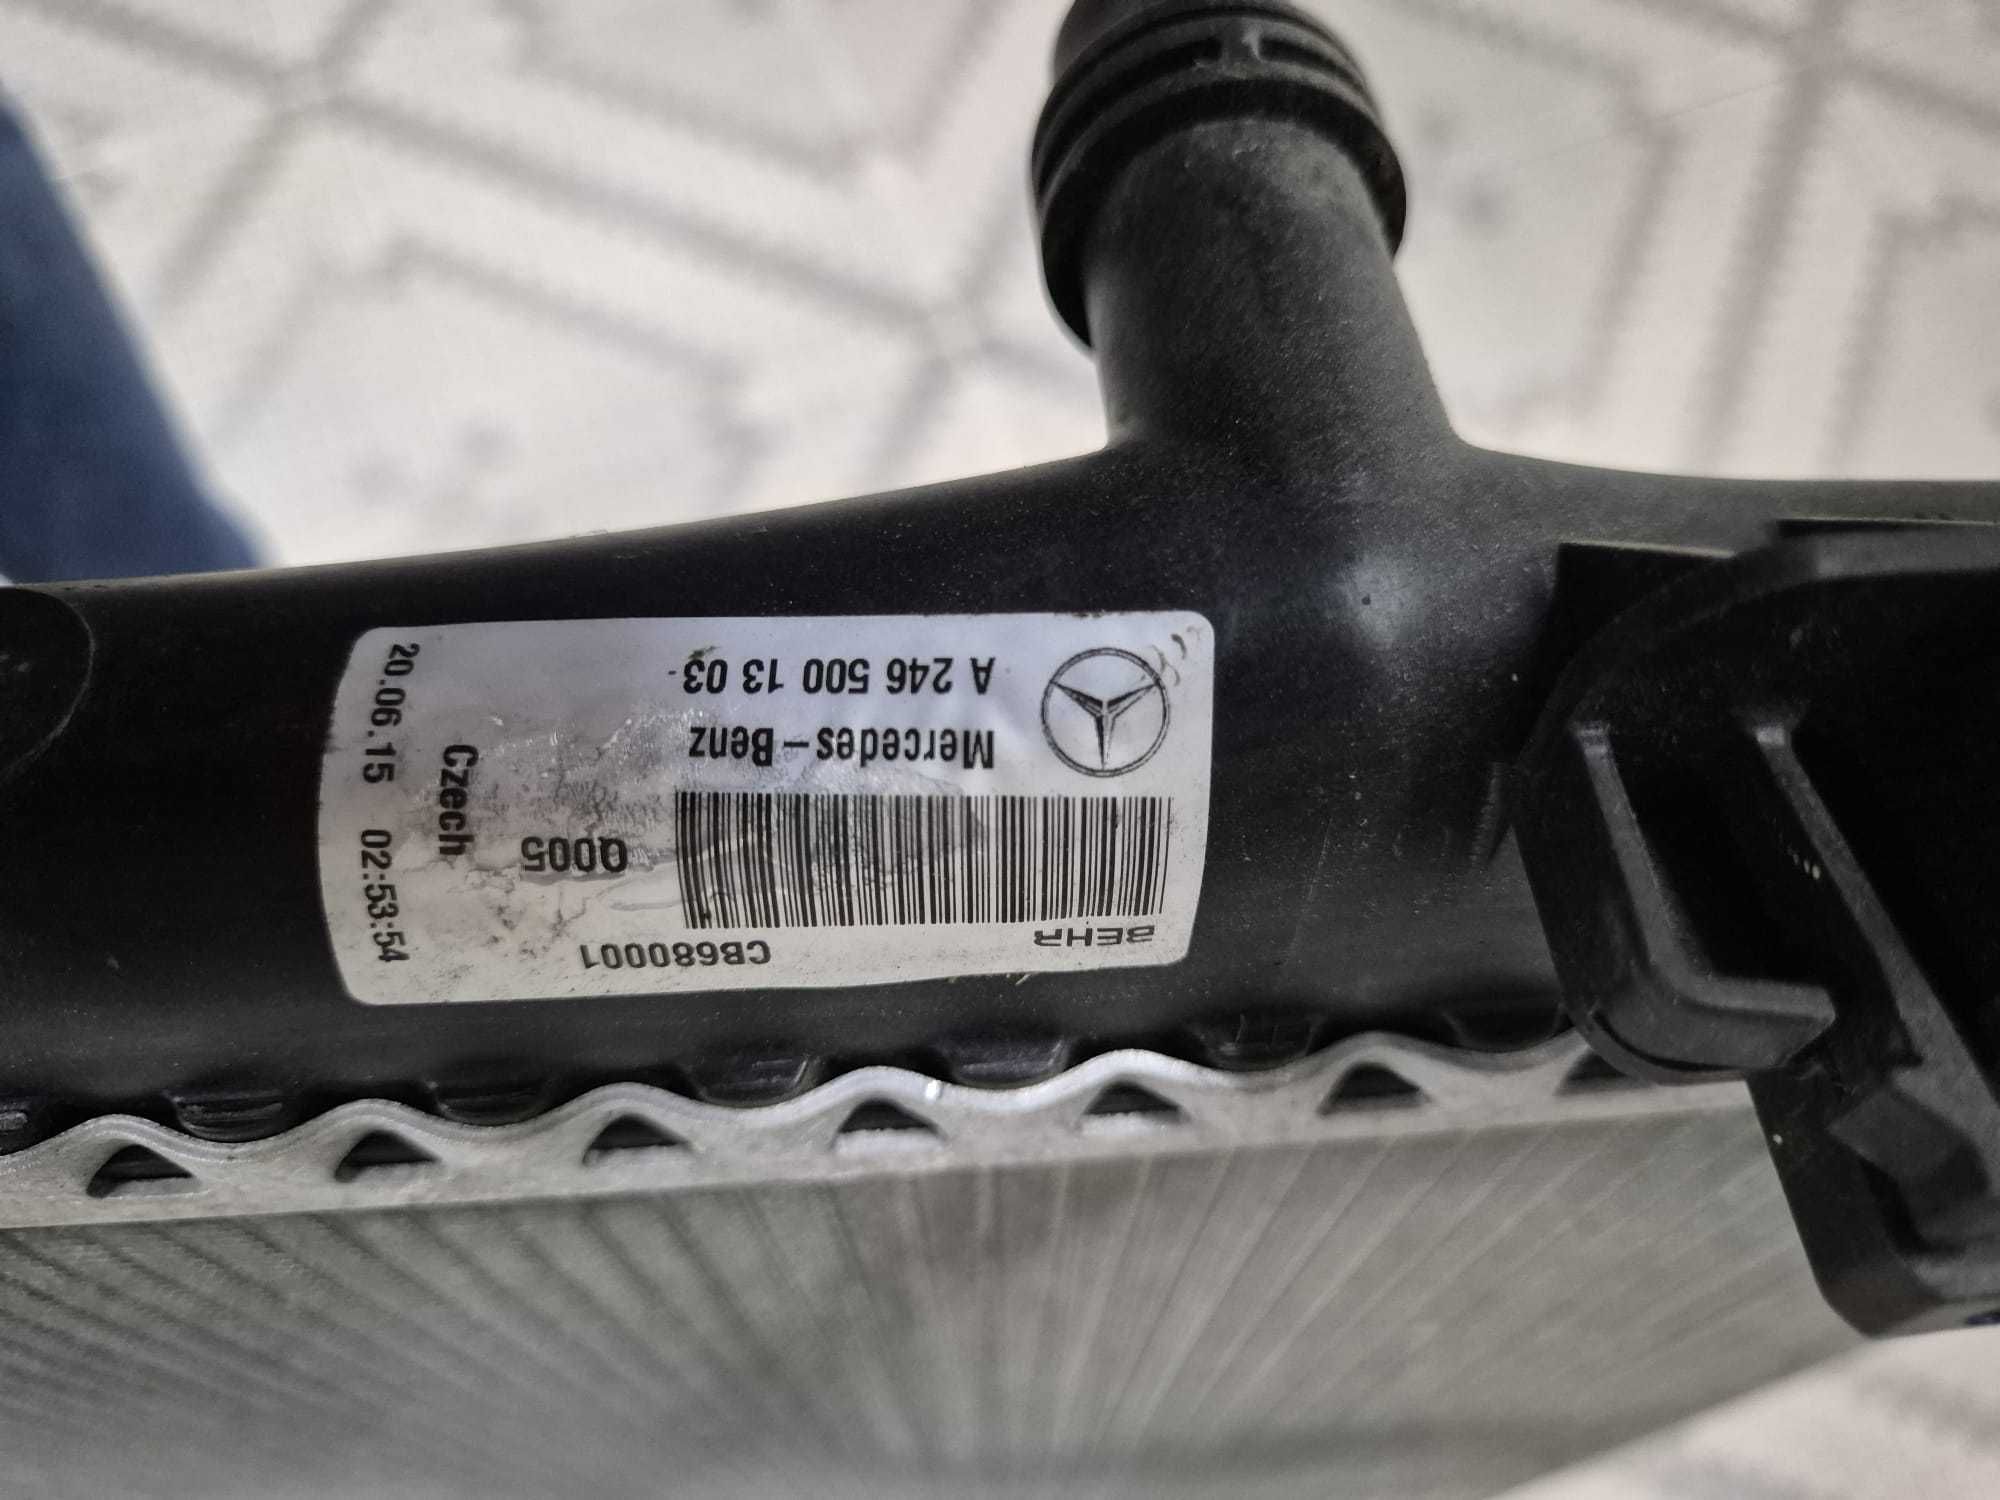 A 246 500 13 03
Mercedes-Benz
Q005
BEHR
CB680001
Czech
20.06.15 02:53:54